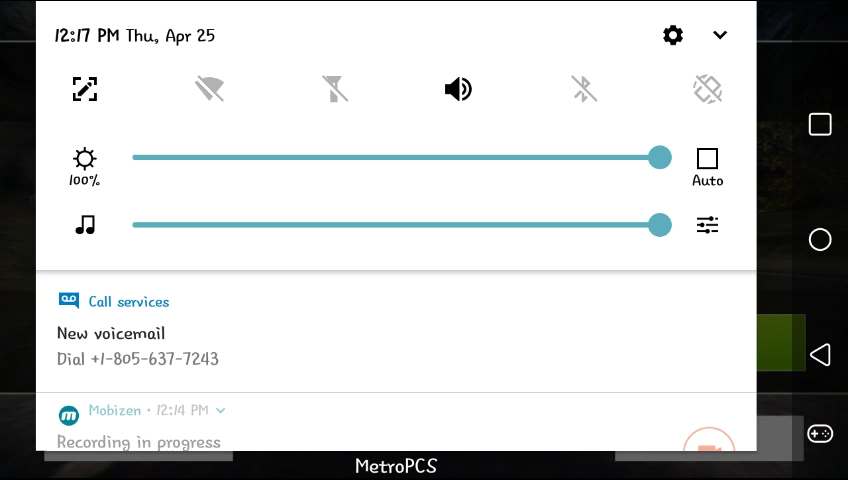 12:17 PM Thu, Apr 25
100%
Auto
Call services
New voicemail
Dial +1-805-637-7243
Mobizen • 12:14 PM
Recording in progress
MetroPCS